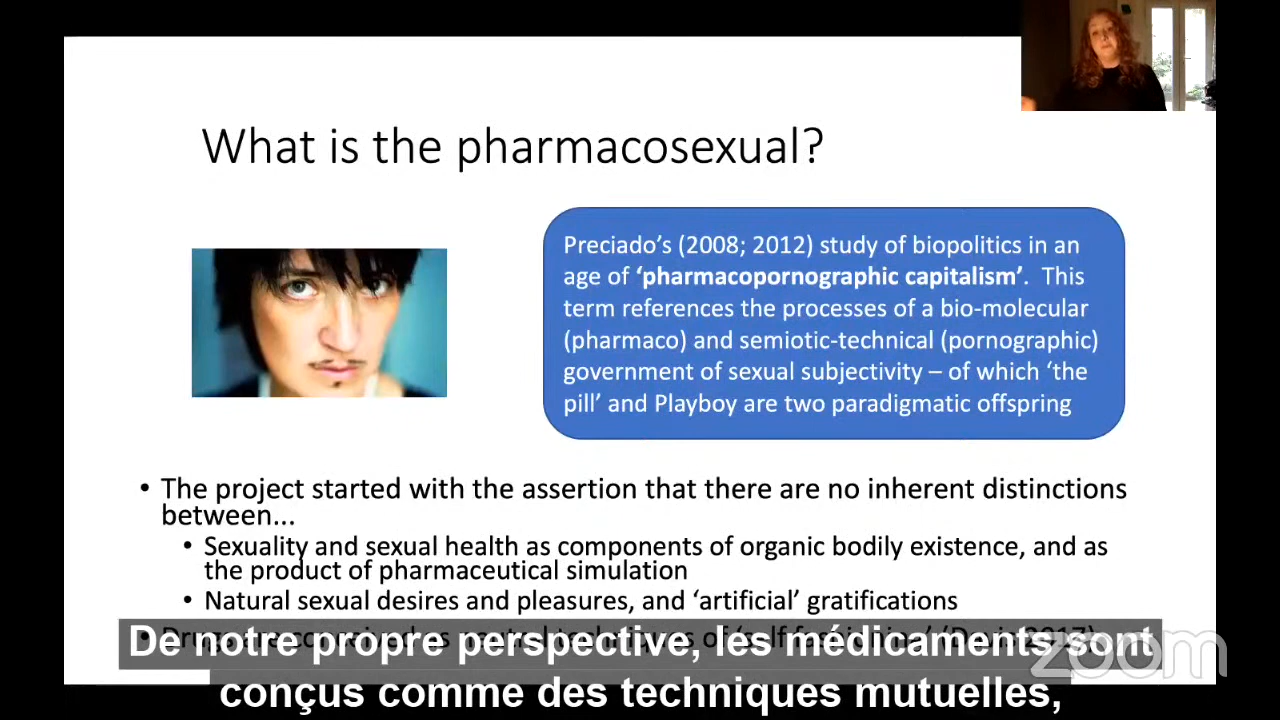 What is the pharmacosexual?
Preciado’s (2008; 2012) study of biopolitics in an
age of ‘pharmacopornographic capitalism’. This
term references the processes of a bio-molecular
(pharmaco) and semiotic-technical (pornographic)
government of sexual subjectivity – of which ‘the
pill’ and Playboy are two paradigmatic offspring
• The project started with the assertion that there are no inherent distinctions
between...
• Sexuality and sexual health as components of organic bodily existence, and as
the product of pharmaceutical simulation
• Natural sexual desires and pleasures, and ‘artificial’ gratifications
• Drugs
De notre propre perspective, les médicaments sont
conçus comme des techniques mutuelles,
zoom